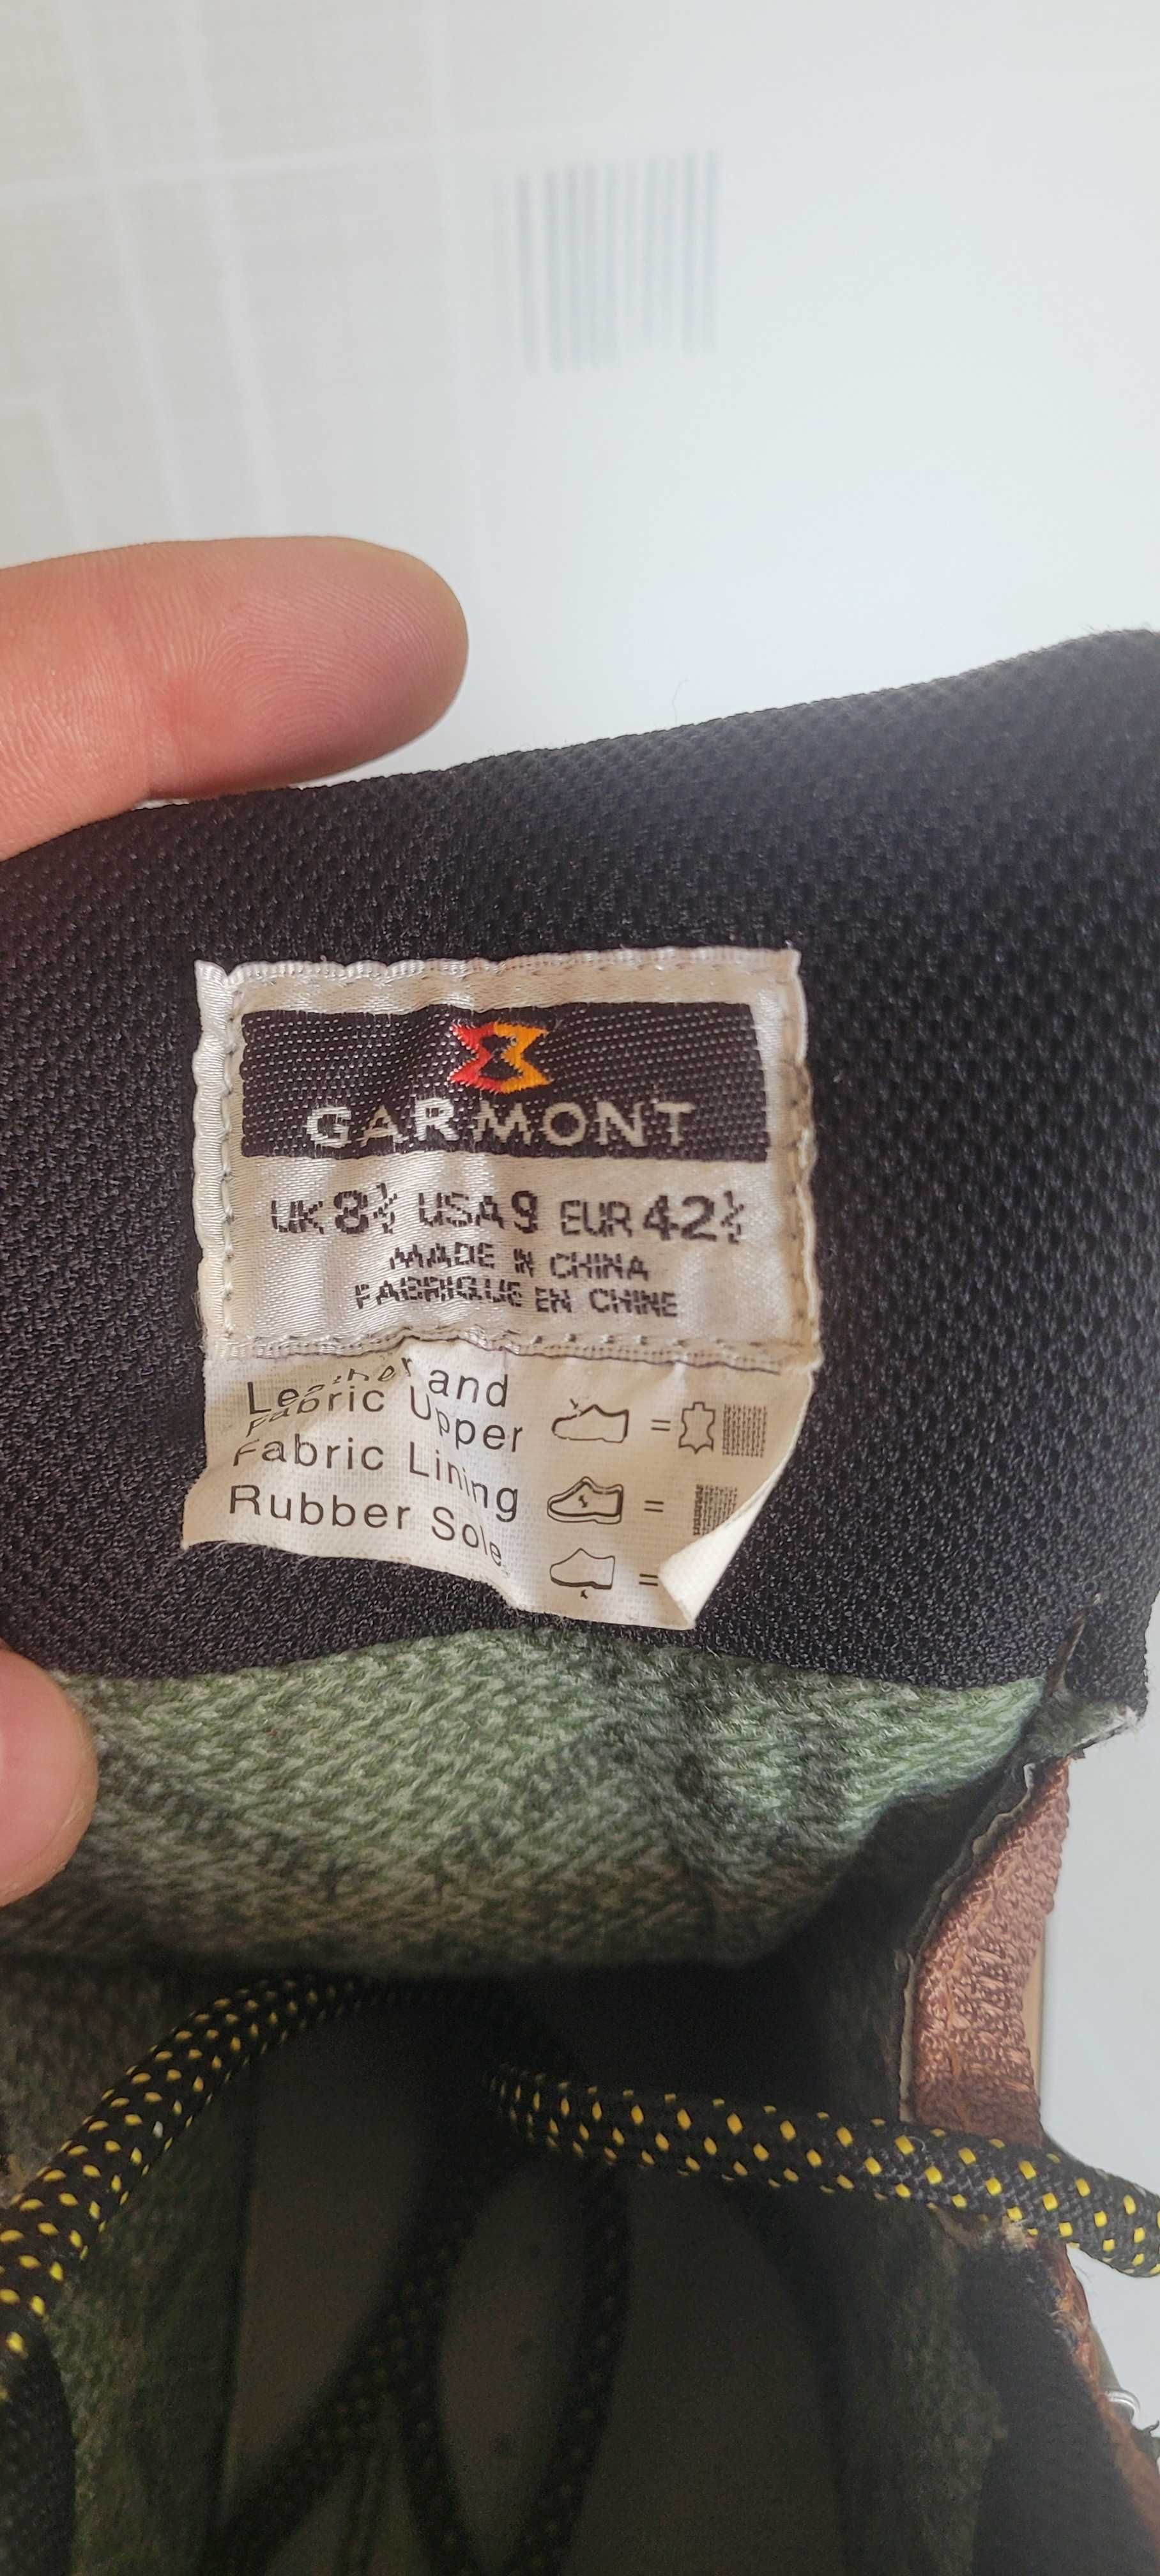 GARMONT
UK 8½ USA 9 EUR 42½
MADE IN CHINA
FABRIQUE EN CHINE
Leather and
Fabric Upper
Fabric Lining
Rubber Sole